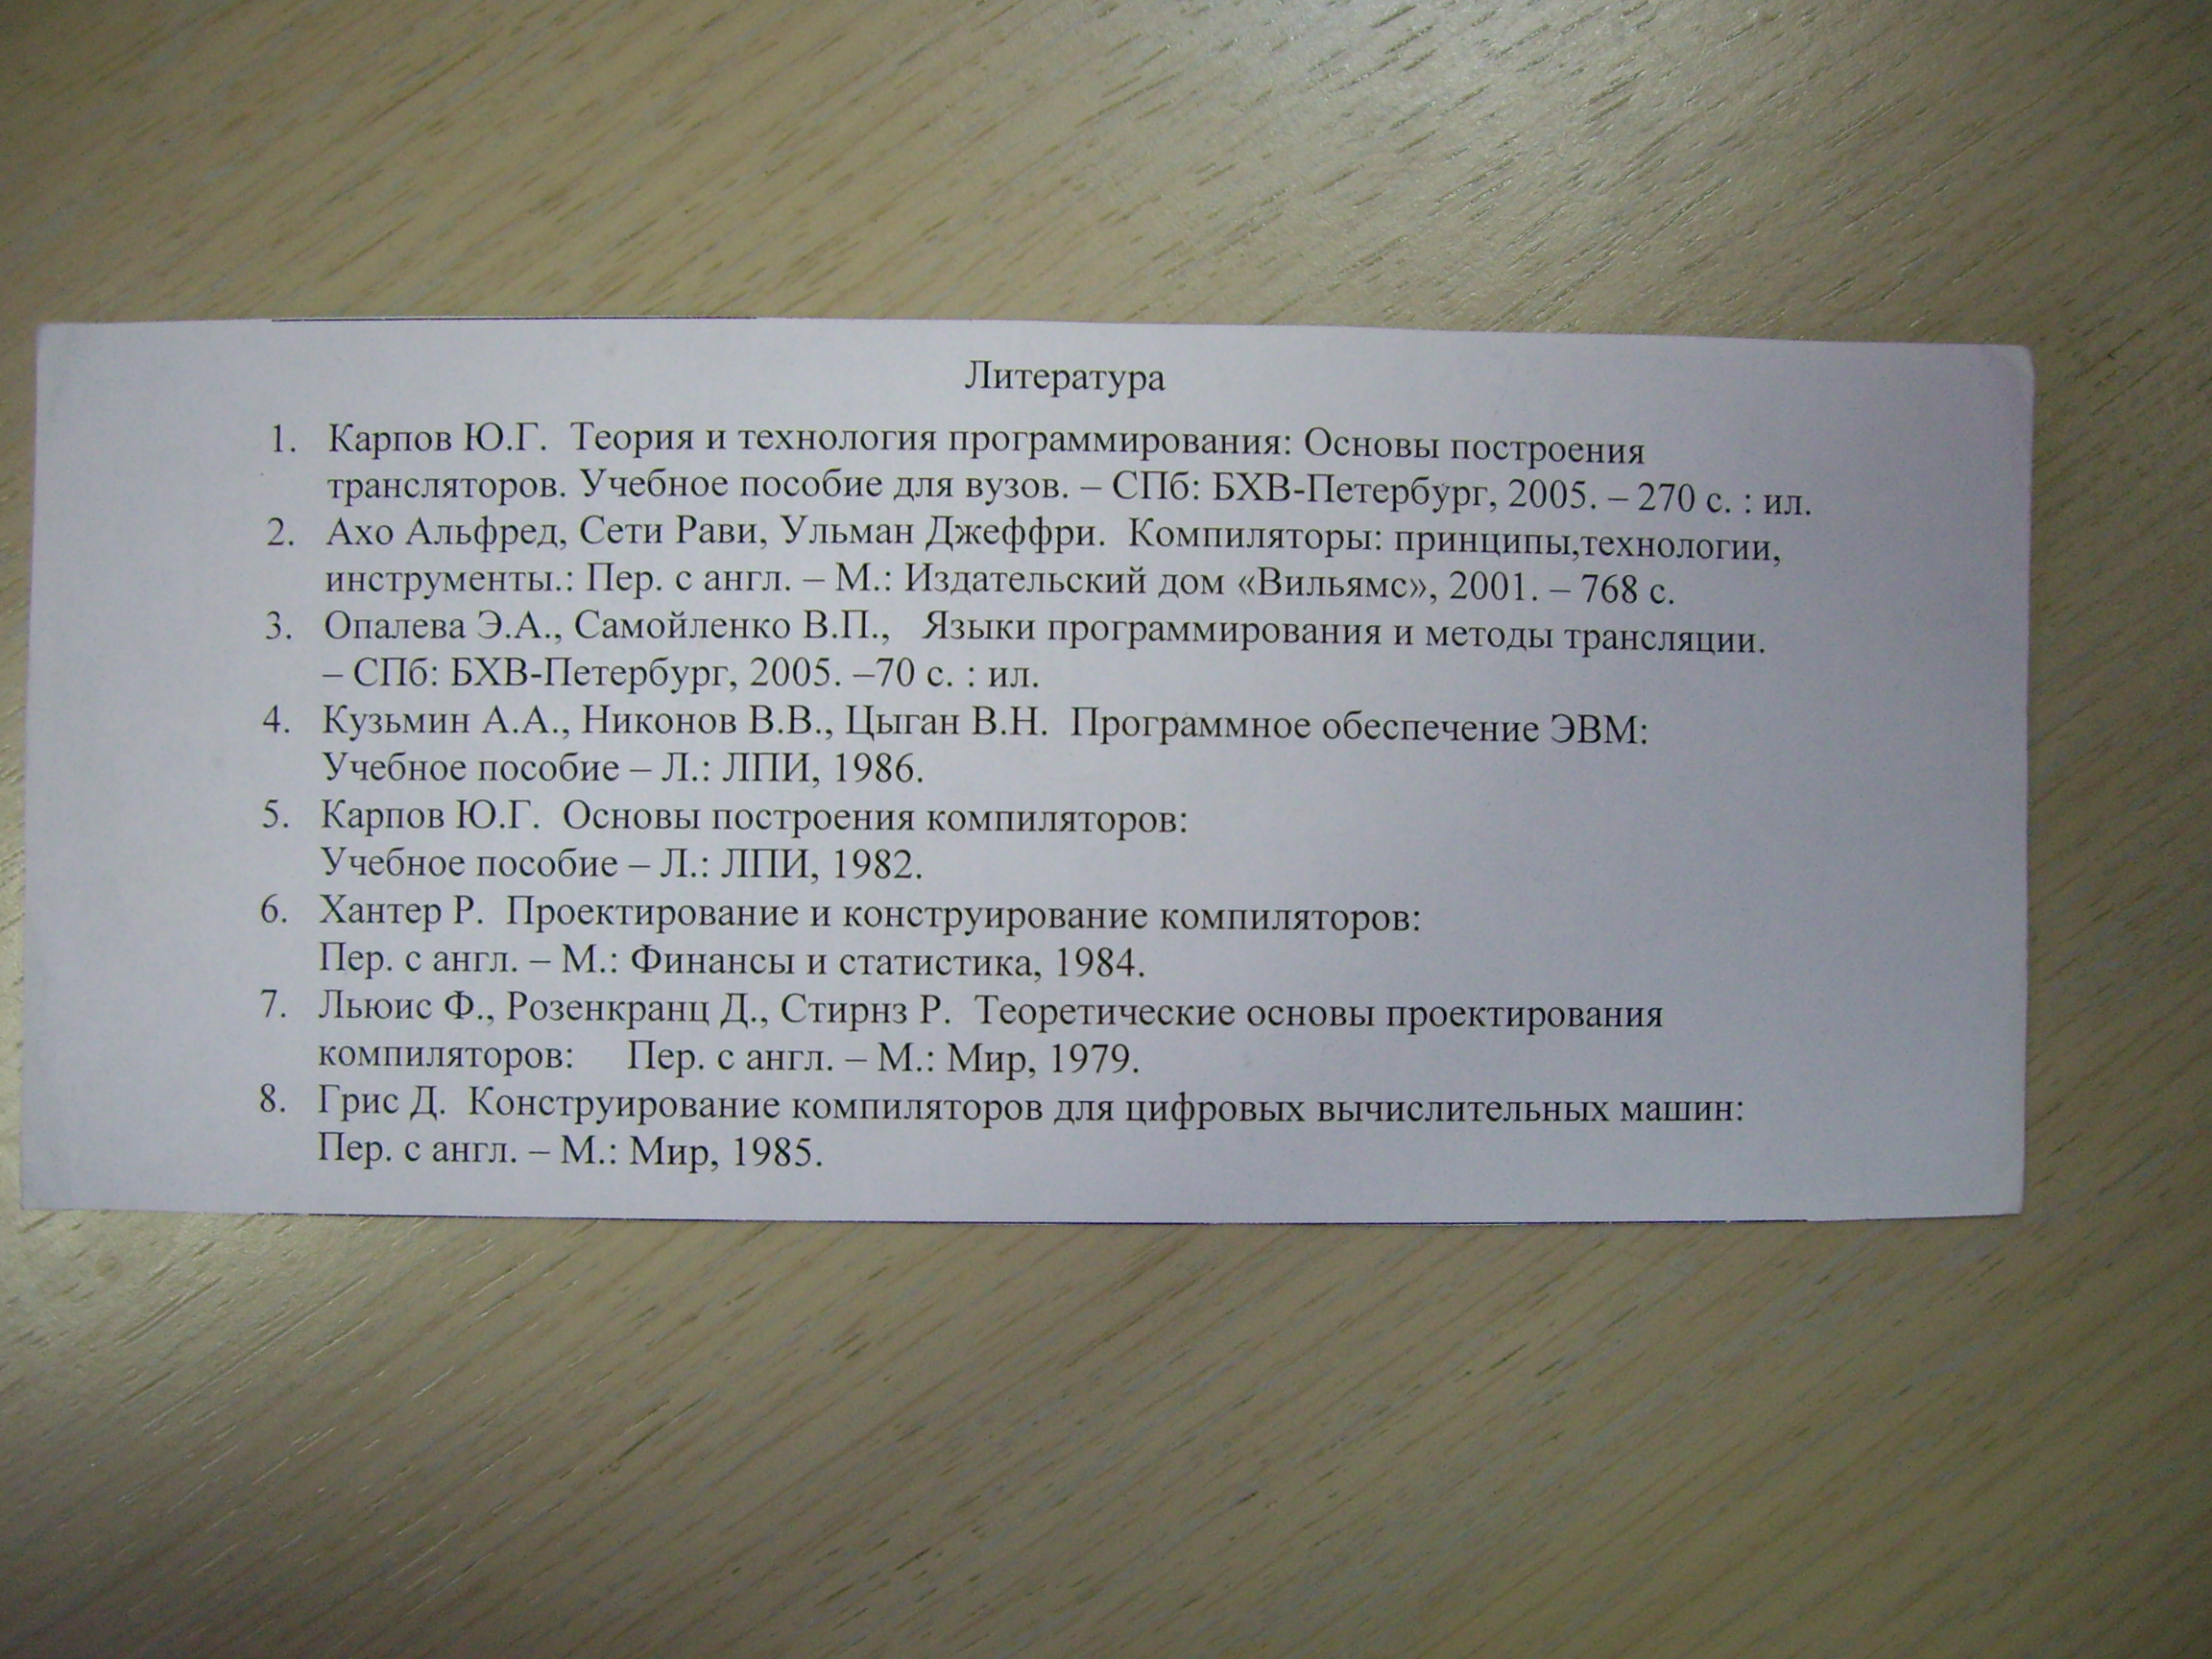 Литература
1. Карпов Ю.Г. Теория и технология программирования: Основы построения
трансляторов. Учебное пособие для вузов. – СПб: БХВ-Петербург, 2005. – 270 с. : ил.
2. Ахо Альфред, Сети Рави, Ульман Джеффри. Компиляторы: принципы,технологии,
инструменты.: Пер. с англ. – М.: Издательский дом «Вильямс», 2001. – 768 с.
3. Опалева Э.А., Самойленко В.П., Языки программирования и методы трансляции.
– СПб: БХВ-Петербург, 2005. –70 с. : ил.
4. Кузьмин А.А., Никонов В.В., Цыган В.Н. Программное обеспечение ЭВМ:
Учебное пособие – Л.: ЛПИ, 1986.
5. Карпов Ю.Г. Основы построения компиляторов:
Учебное пособие – Л.: ЛПИ, 1982.
6. Хантер Р. Проектирование и конструирование компиляторов:
Пер. с англ. – М.: Финансы и статистика, 1984.
7. Льюис Ф., Розенкранц Д., Стирнз Р. Теоретические основы проектирования
компиляторов: Пер. с англ. – М.: Мир, 1979.
8. Грис Д. Конструирование компиляторов для цифровых вычислительных машин:
Пер. с англ. – М.: Мир, 1985.